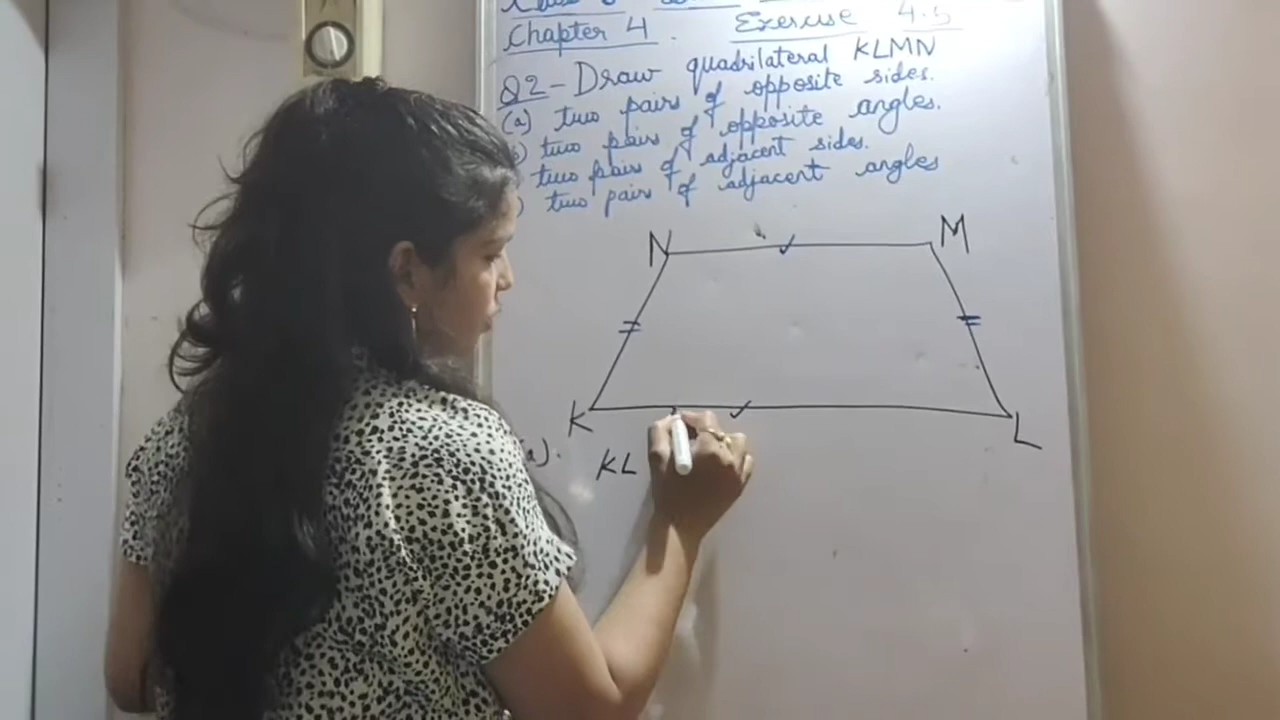 Chapter 4. Exercise 4.5
Q2- Draw quadrilateral KLMN
(a) two pairs of opposite sides.
) two pairs of opposite angles.
) two pairs of adjacent sides.
) two pair of adjacent angles
N M
K L
(a). KL